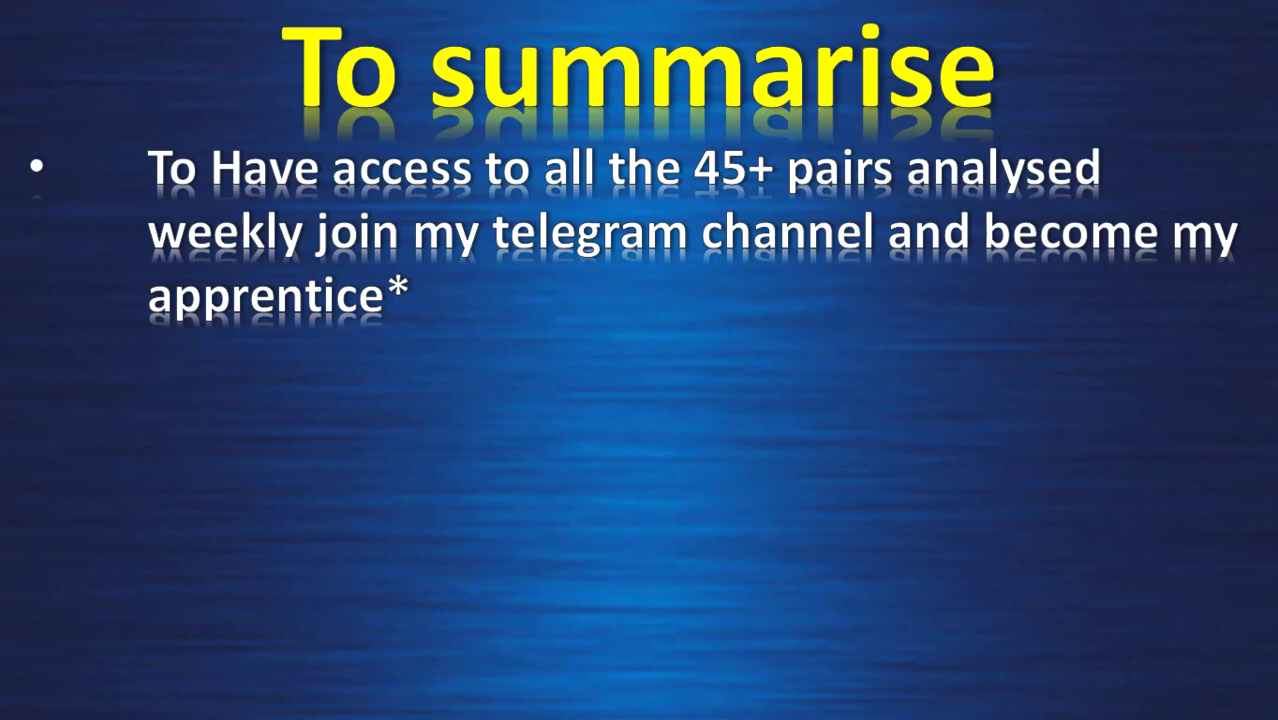 To summarise
• To Have access to all the 45+ pairs analysed
weekly join my telegram channel and become my
apprentice*